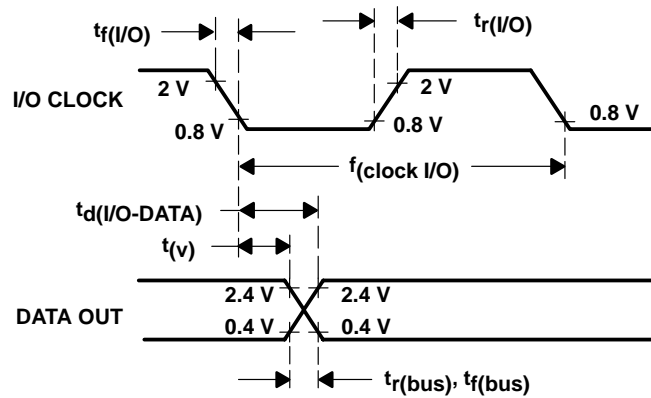 tf(I/O)
tr(I/O)
I/O CLOCK
2 V
2 V
0.8 V
0.8 V
0.8 V
f(clock I/O)
td(I/O-DATA)
t(v)
DATA OUT
2.4 V
2.4 V
0.4 V
0.4 V
tr(bus), tf(bus)